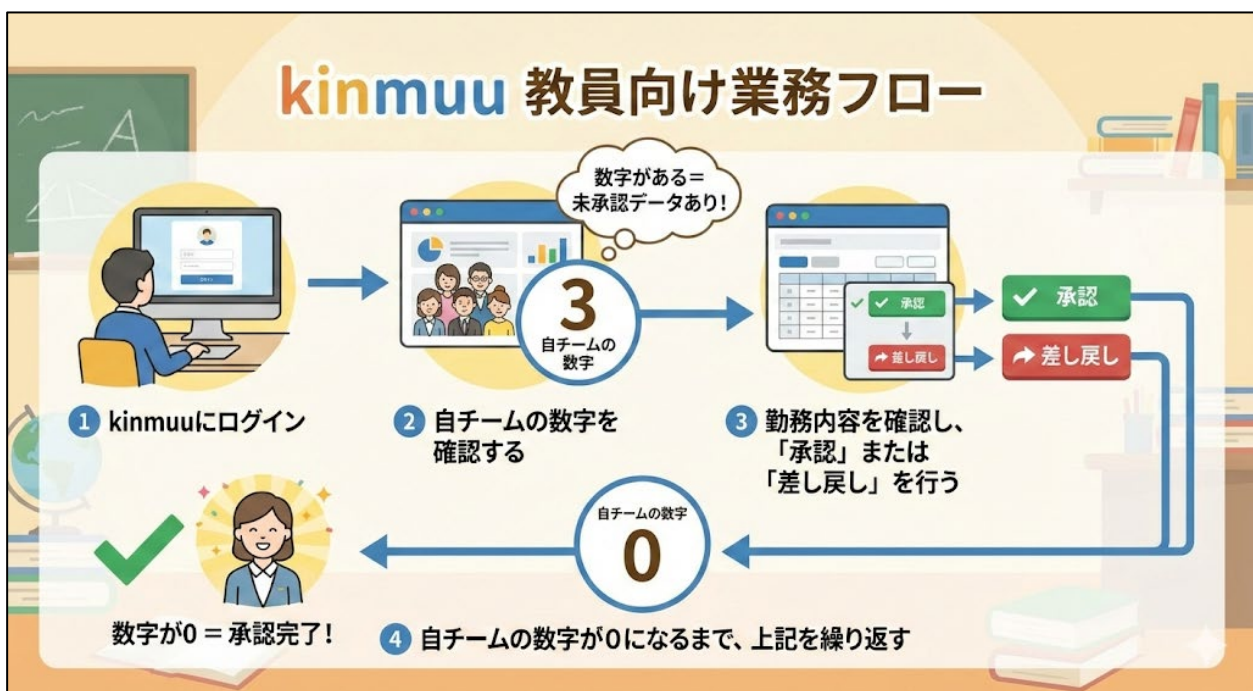 kinmuu 教員向け業務フロー
数字がある＝
未承認データあり！
3
自チームの
数字
承認
差し戻し
承認
差し戻し
1 kinmuuにログイン
2 自チームの数字を
確認する
3 勤務内容を確認し、
「承認」または
「差し戻し」を行う
自チームの数字
0
数字が0 = 承認完了！
4 自チームの数字が0になるまで、上記を繰り返す